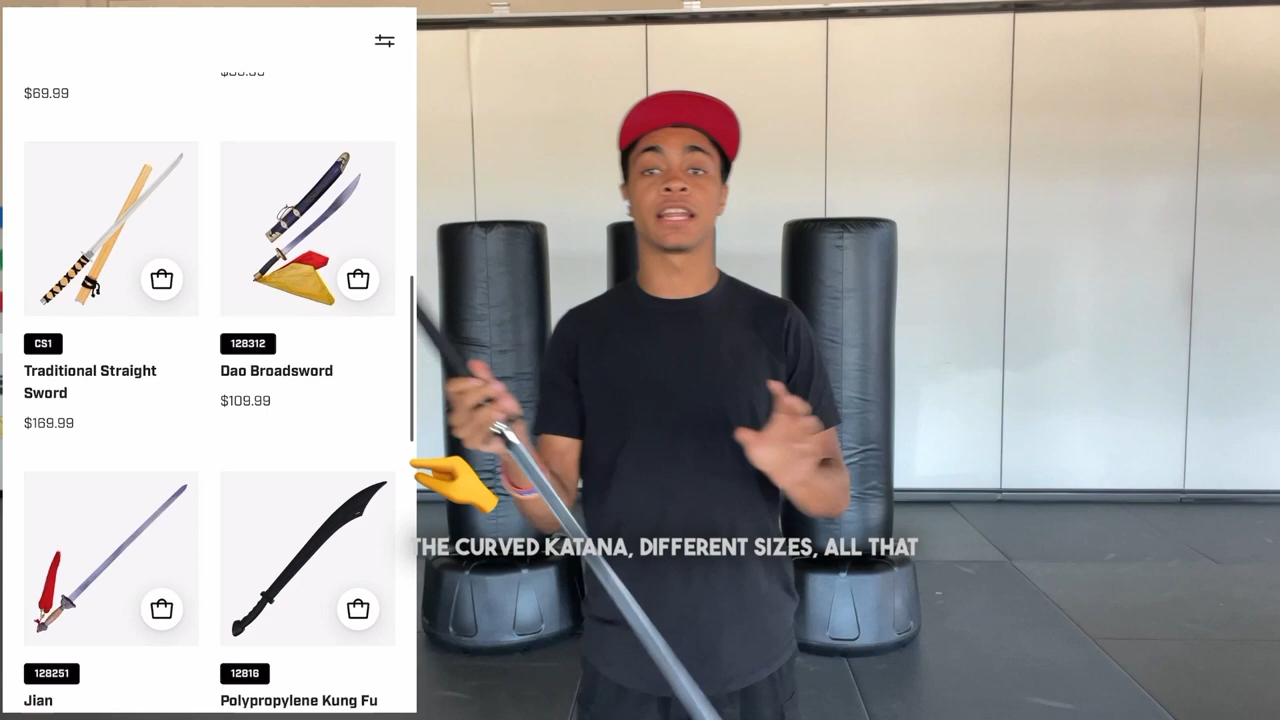 $69.99
CS1
128312
Traditional Straight
Sword
Dao Broadsword
$169.99
$109.99
THE CURVED KATANA, DIFFERENT SIZES, ALL THAT
128251
12816
Jian
Polypropylene Kung Fu